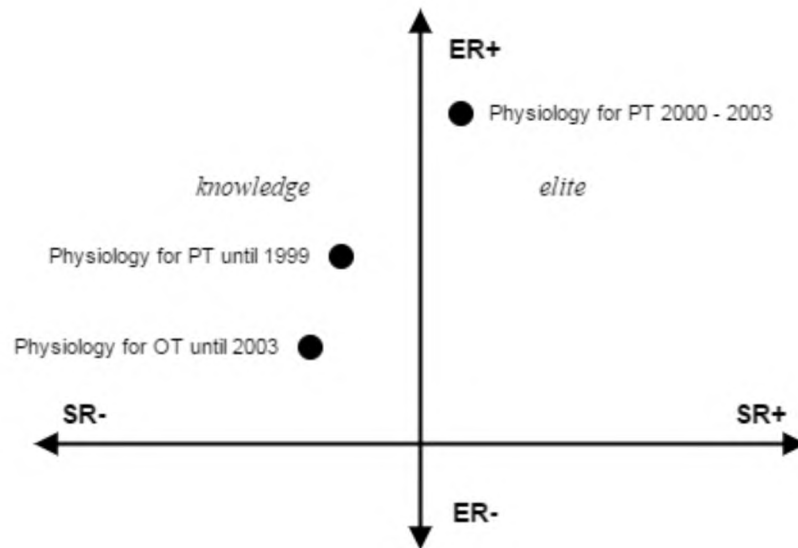 ER+
Physiology for PT 2000 - 2003
knowledge
elite
Physiology for PT until 1999
Physiology for OT until 2003
SR-
SR+
ER-